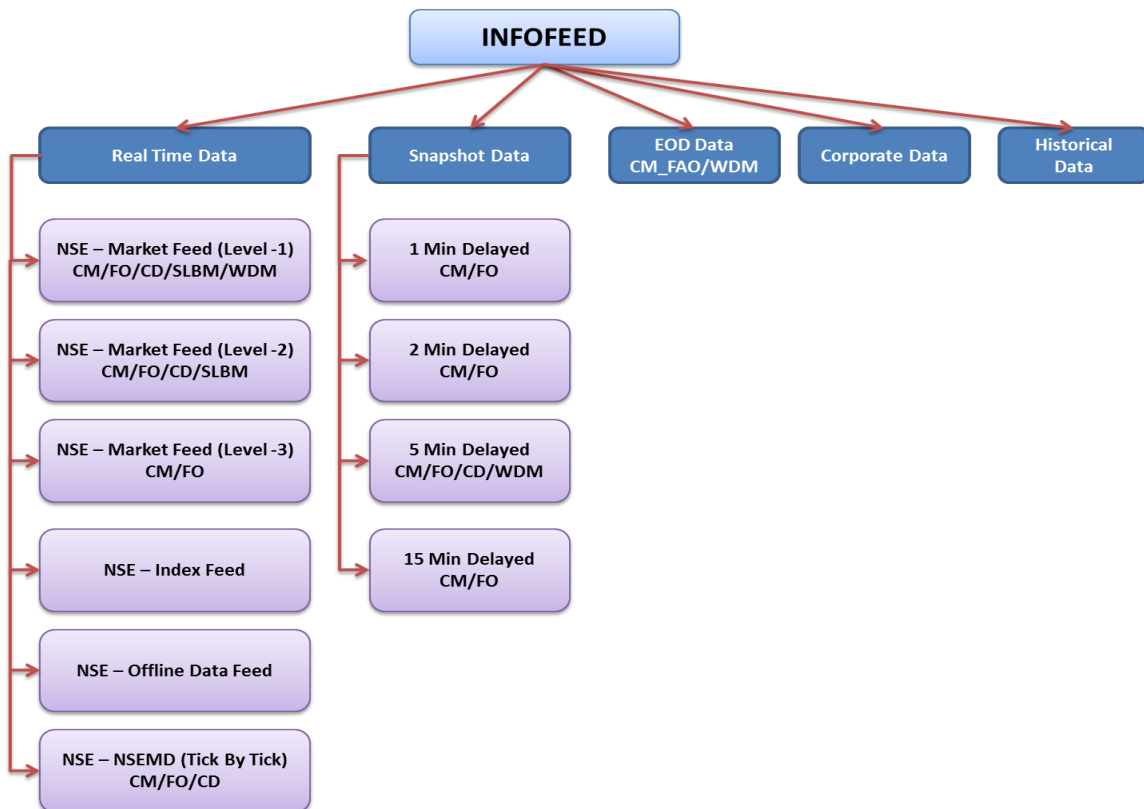 INFOFEED
Real Time Data
Snapshot Data
EOD Data
CM_FAO/WDM
Corporate Data
Historical
Data
NSE – Market Feed (Level -1)
CM/FO/CD/SLBM/WDM
NSE – Market Feed (Level -2)
CM/FO/CD/SLBM
NSE – Market Feed (Level -3)
CM/FO
NSE – Index Feed
NSE – Offline Data Feed
NSE – NSEMD (Tick By Tick)
CM/FO/CD
1 Min Delayed
CM/FO
2 Min Delayed
CM/FO
5 Min Delayed
CM/FO/CD/WDM
15 Min Delayed
CM/FO